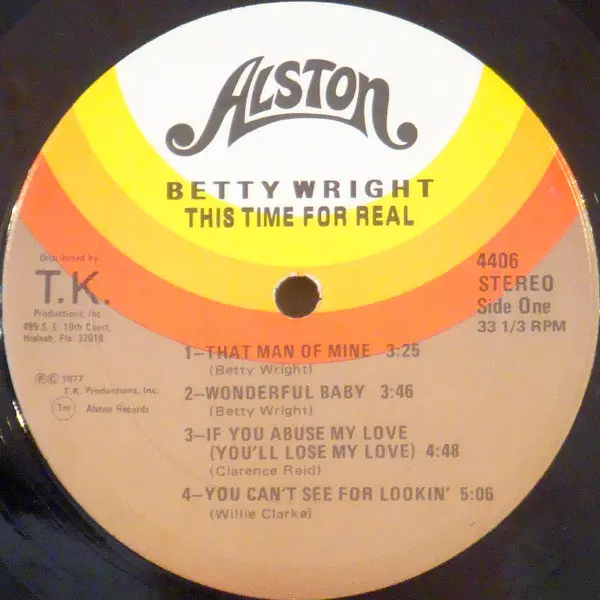 ALSTON
BETTY WRIGHT
THIS TIME FOR REAL
Distributed by
T.K.
Productions, Inc.
495 S. E. 10th Court,
Hialeah, Fla. 33010
Ⓟ © 1977
T. K. Productions, Inc.
Tm Alston Records
4406
STEREO
Side One
33 1/3 RPM
1–THAT MAN OF MINE 3:25
(Betty Wright)
2–WONDERFUL BABY 3:46
(Betty Wright)
3–IF YOU ABUSE MY LOVE
(YOU'LL LOSE MY LOVE) 4:48
(Clarence Reid)
4–YOU CAN'T SEE FOR LOOKIN' 5:06
(Willie Clarke)